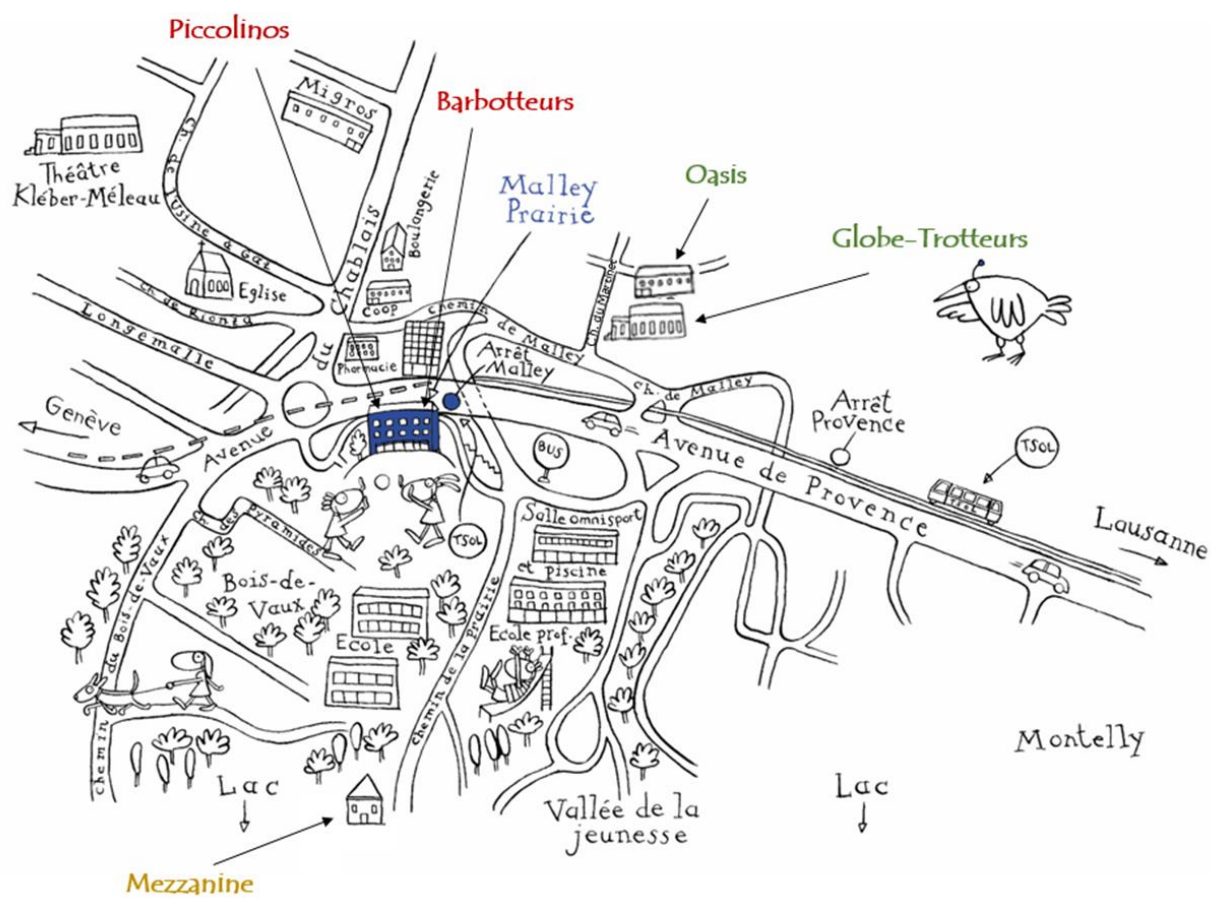 Piccolinos
Migros
Barbotteurs
Théâtre
Kléber-Méleau
ch. de l'Usine à Gaz
Boulangerie
Malley
Prairie
Oasis
Globe-Trotteurs
Eglise
Coop
chemin de Malley
ch. du Martinet
ch. de Rionta
Longemalle
du Chablais
Pharmacie
Arrêt
Malley
ch. de Malley
Genève
Avenue
Arrêt
Provence
Avenue de Provence
BUS
TSOL
TSOL
TSOL
Lausanne
ch. des Pyramides
Salle omnisport
et piscine
Bois-de-
Vaux
Ecole
Ecole prof.
chemin de la Prairie
chemin du Bois-de-Vaux
Montelly
Lac
Lac
Vallée de la
jeunesse
Mezzanine